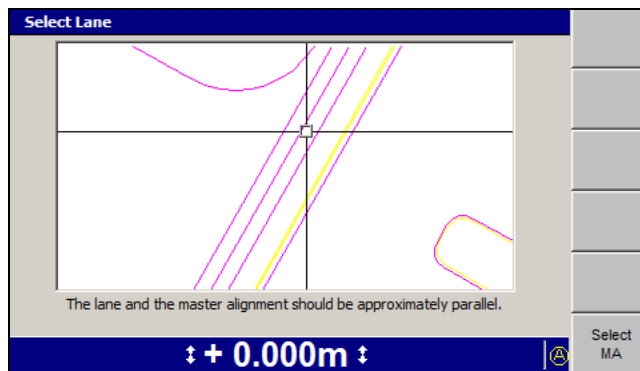 Select Lane
The lane and the master alignment should be approximately parallel.
Select
MA
+ 0.000m
A